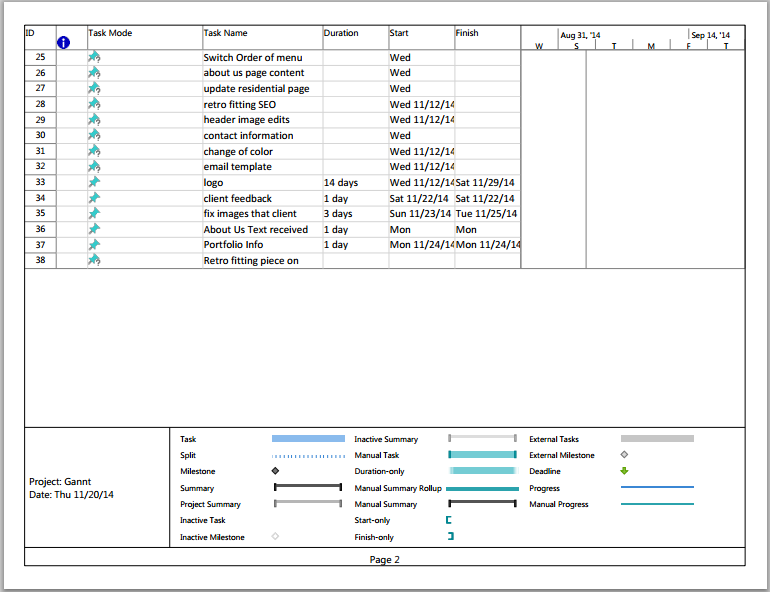 ID Task Mode Task Name Duration Start Finish Aug 31, '14 Sep 14, '14
W S T M F T
25 Switch Order of menu Wed
26 about us page content Wed
27 update residential page Wed
28 retro fitting SEO Wed 11/12/14
29 header image edits Wed 11/12/14
30 contact information Wed
31 change of color Wed 11/12/14
32 email template Wed 11/12/14
33 logo 14 days Wed 11/12/14 Sat 11/29/14
34 client feedback 1 day Sat 11/22/14 Sat 11/22/14
35 fix images that client 3 days Sun 11/23/14 Tue 11/25/14
36 About Us Text received 1 day Mon Mon
37 Portfolio Info 1 day Mon 11/24/14 Mon 11/24/14
38 Retro fitting piece on
Project: Gannt
Date: Thu 11/20/14
Task Inactive Summary External Tasks
Split Manual Task External Milestone
Milestone Duration-only Deadline
Summary Manual Summary Rollup Progress
Project Summary Manual Summary Manual Progress
Inactive Task Start-only
Inactive Milestone Finish-only
Page 2